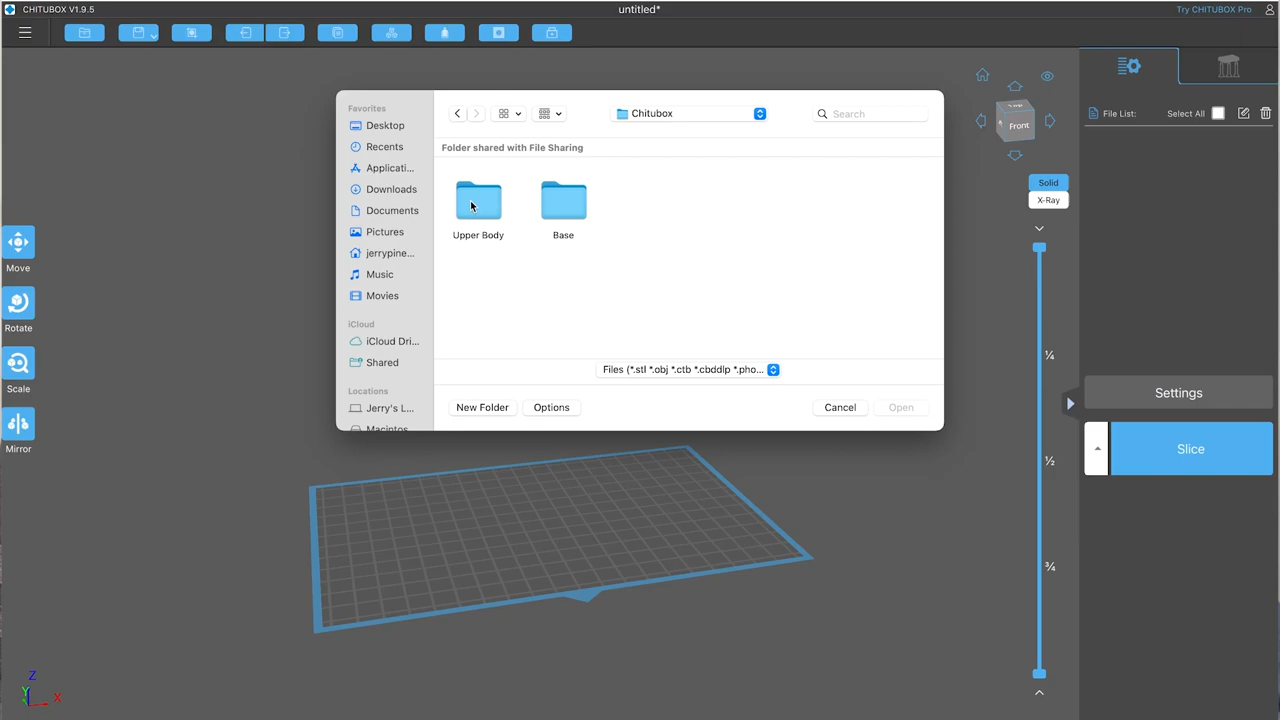 CHITUBOX V1.9.5
untitled*
Try CHITUBOX Pro
Favorites
Desktop
Recents
Applicati...
Downloads
Documents
Pictures
jerrypine...
Music
Movies
iCloud
iCloud Dri...
Shared
Locations
Jerry's L...
Macintos
Chitubox
Search
Folder shared with File Sharing
Upper Body
Base
Files (*.stl *.obj *.ctb *.cbddlp *.pho...
New Folder
Options
Cancel
Open
Move
Rotate
Scale
Mirror
Front
Solid
X-Ray
¼
½
¾
File List:
Select All
Settings
Slice
Z
Y
X